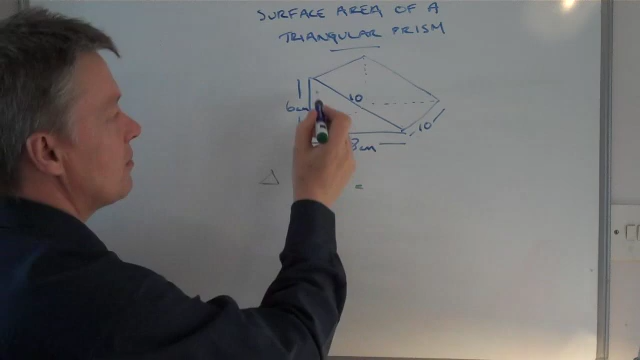 SURFACE AREA OF A
TRIANGULAR PRISM
10
6cm
10
8cm
=